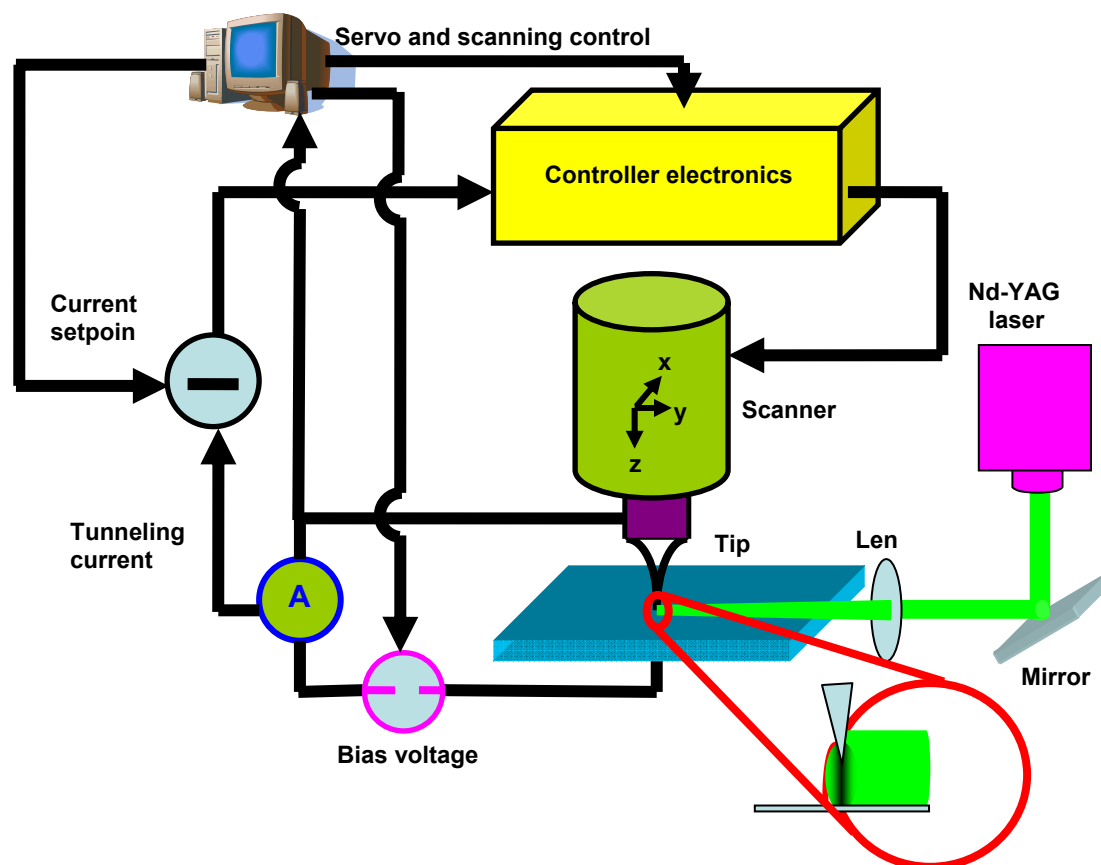 Servo and scanning control
Controller electronics
Current
setpoin
Nd-YAG
laser
x
y
z
Scanner
Tunneling
current
Tip
Len
A
Mirror
Bias voltage